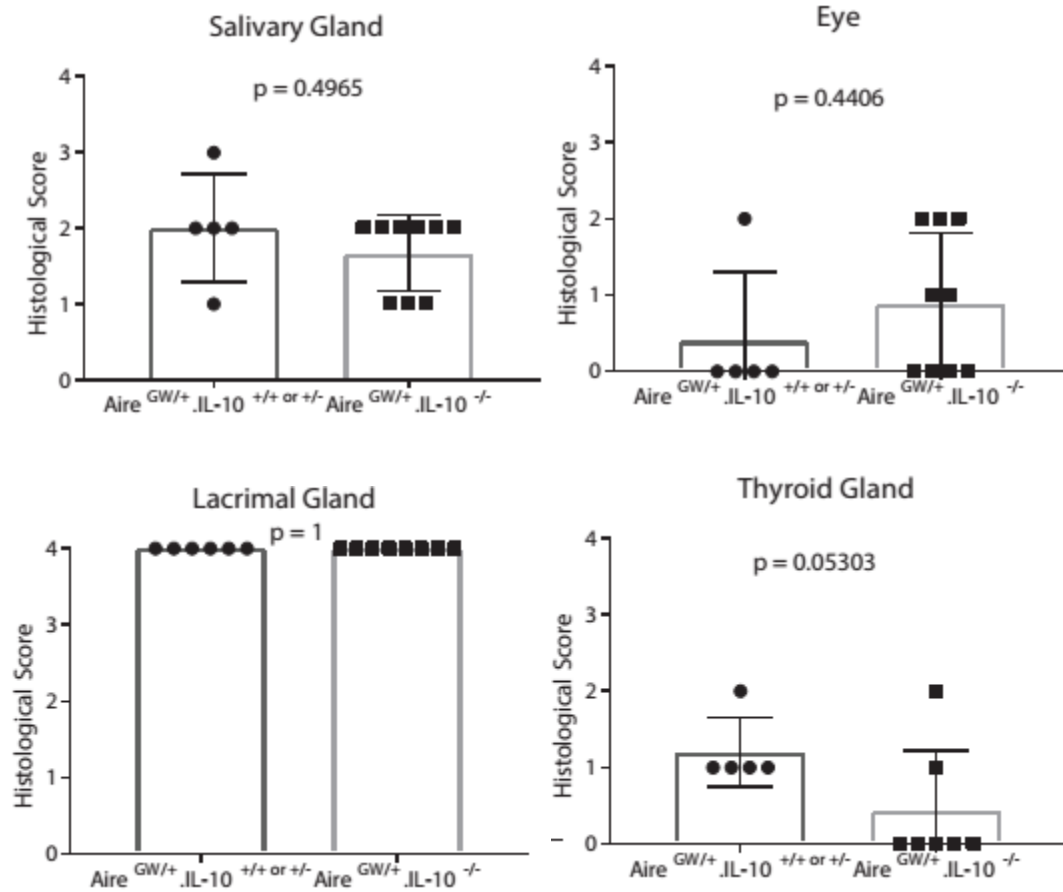 Salivary Gland
p = 0.4965
Histological Score
4
3
2
1
0
Aire GW/+ .IL-10 +/+ or +/- Aire GW/+ .IL-10 -/-
Eye
p = 0.4406
Histological Score
4
3
2
1
0
Aire GW/+ .IL-10 +/+ or +/- Aire GW/+ .IL-10 -/-
Lacrimal Gland
p = 1
Histological Score
4
3
2
1
0
Aire GW/+ .IL-10 +/+ or +/- Aire GW/+ .IL-10 -/-
Thyroid Gland
p = 0.05303
Histological Score
4
3
2
1
0
Aire GW/+ .IL-10 +/+ or +/- Aire GW/+ .IL-10 -/-